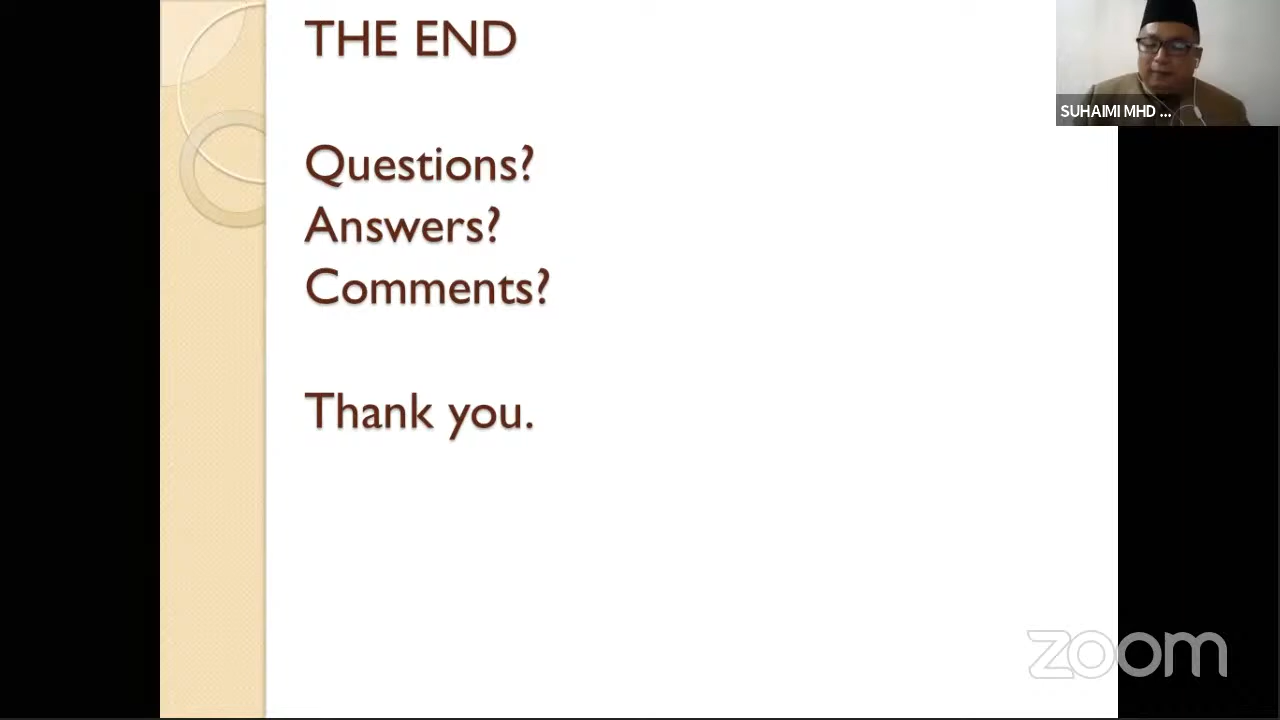 THE END
Questions?
Answers?
Comments?
Thank you.
SUHAIMI MHD ...
zoom